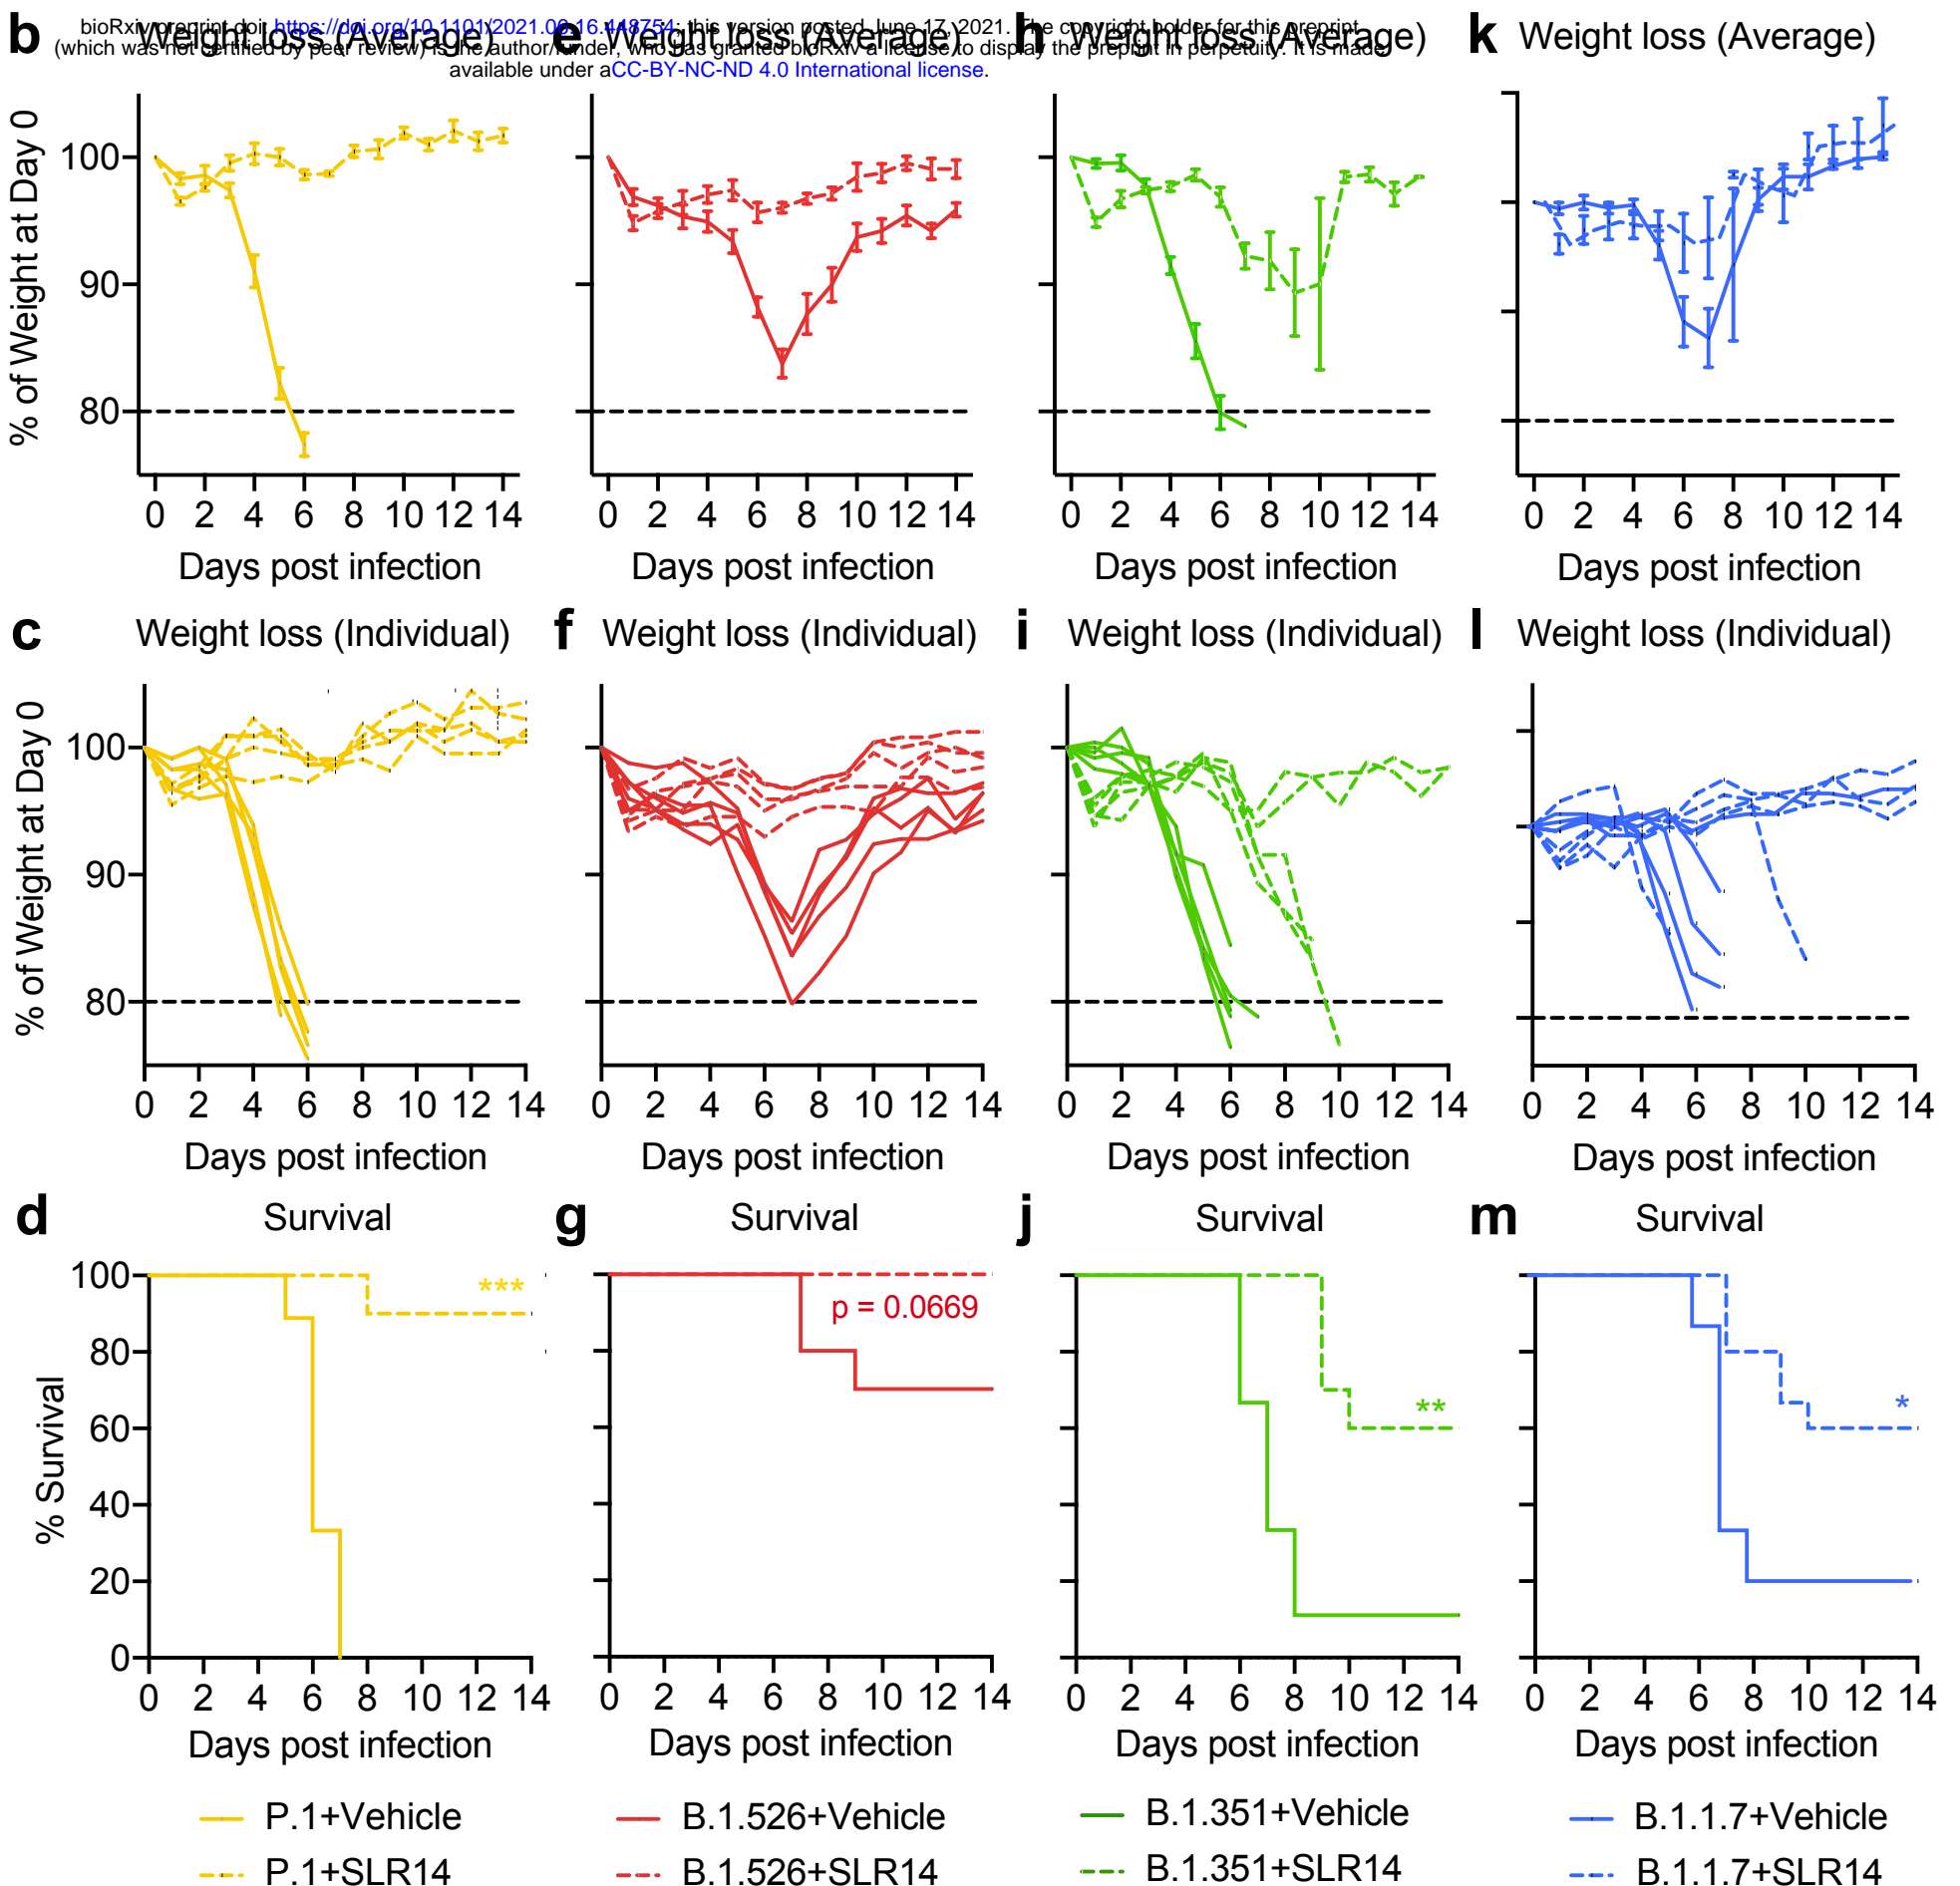 bioRxiv preprint doi: https://doi.org/10.1101/2021.06.16.448754; this version posted June 17, 2021. The copyright holder for this preprint
(which was not certified by peer review) is the author/funder, who has granted bioRxiv a license to display the preprint in perpetuity. It is made
available under aCC-BY-NC-ND 4.0 International license.
b Weight loss (Average) e Weight loss (Average) h Weight loss (Average) k Weight loss (Average)
% of Weight at Day 0
100
90
80
0 2 4 6 8 10 12 14 0 2 4 6 8 10 12 14 0 2 4 6 8 10 12 14 0 2 4 6 8 10 12 14
Days post infection Days post infection Days post infection Days post infection
c Weight loss (Individual) f Weight loss (Individual) i Weight loss (Individual) l Weight loss (Individual)
% of Weight at Day 0
100
90
80
0 2 4 6 8 10 12 14 0 2 4 6 8 10 12 14 0 2 4 6 8 10 12 14 0 2 4 6 8 10 12 14
Days post infection Days post infection Days post infection Days post infection
d Survival g Survival j Survival m Survival
% Survival
100
80
60
40
20
0
***
p = 0.0669
**
*
0 2 4 6 8 10 12 14 0 2 4 6 8 10 12 14 0 2 4 6 8 10 12 14 0 2 4 6 8 10 12 14
Days post infection Days post infection Days post infection Days post infection
P.1+Vehicle B.1.526+Vehicle B.1.351+Vehicle B.1.1.7+Vehicle
P.1+SLR14 B.1.526+SLR14 B.1.351+SLR14 B.1.1.7+SLR14